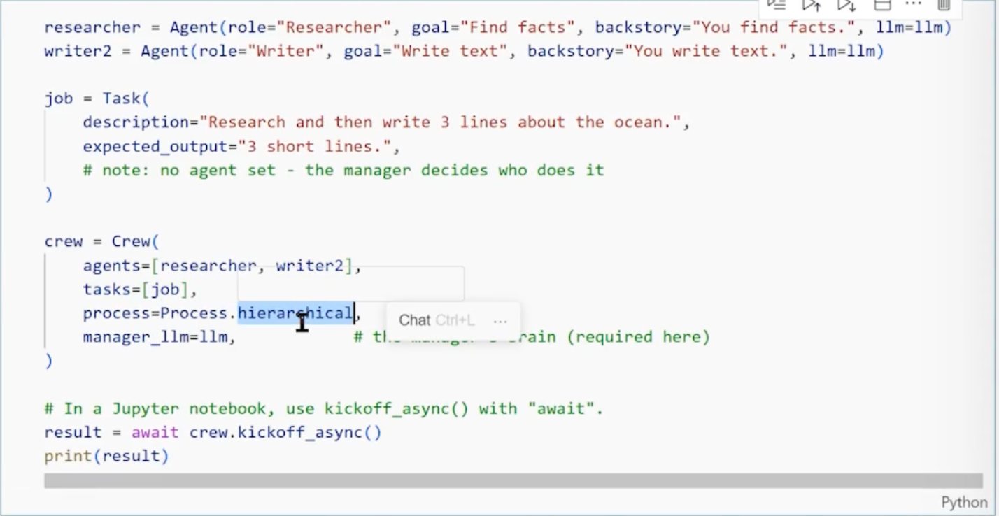 researcher = Agent(role="Researcher", goal="Find facts", backstory="You find facts.", llm=llm)
writer2 = Agent(role="Writer", goal="Write text", backstory="You write text.", llm=llm)
job = Task(
description="Research and then write 3 lines about the ocean.",
expected_output="3 short lines.",
# note: no agent set - the manager decides who does it
)
crew = Crew(
agents=[researcher, writer2],
tasks=[job],
process=Process.hierarchical,
Chat Ctrl+L ...
manager_llm=llm, # (required here)
)
# In a Jupyter notebook, use kickoff_async() with "await".
result = await crew.kickoff_async()
print(result)
Python